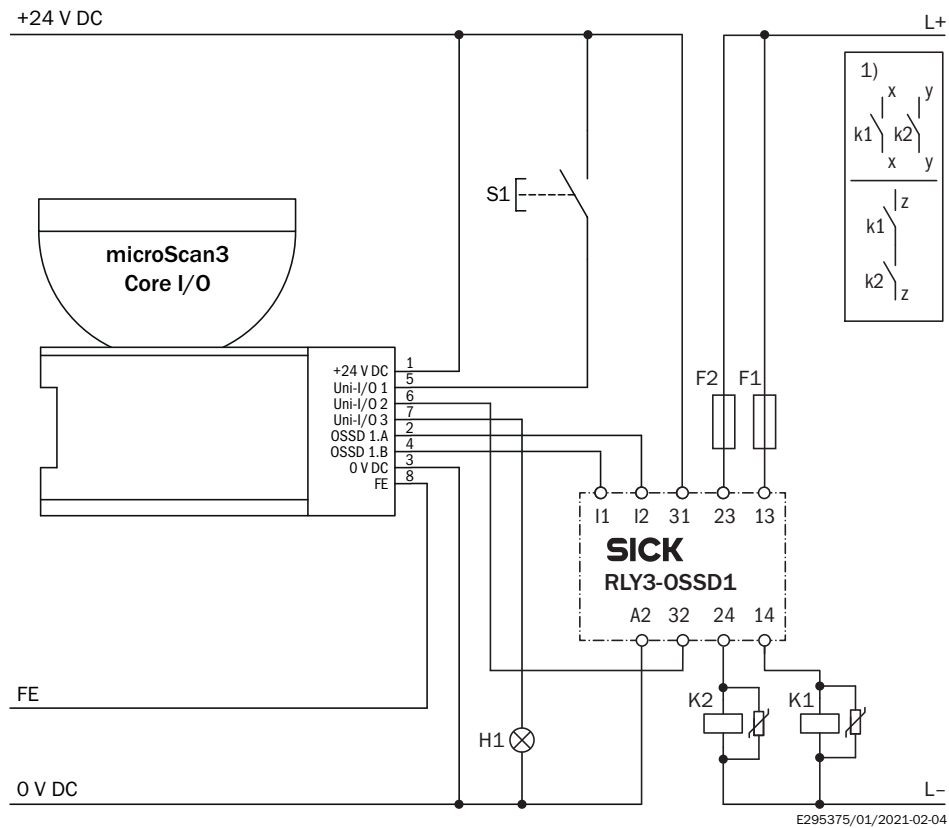 +24 V DC
L+
1)
x
y
k1
k2
x
y
z
k1
k2
z
S1
microScan3
Core I/O
+24 V DC
1
Uni-I/O 1
5
Uni-I/O 2
6
Uni-I/O 3
7
OSSD 1.A
2
OSSD 1.B
4
0 V DC
3
FE
8
F2
F1
I1
I2
31
23
13
SICK
RLY3-OSSD1
A2
32
24
14
FE
K2
K1
H1
0 V DC
L–
E295375/01/2021-02-04